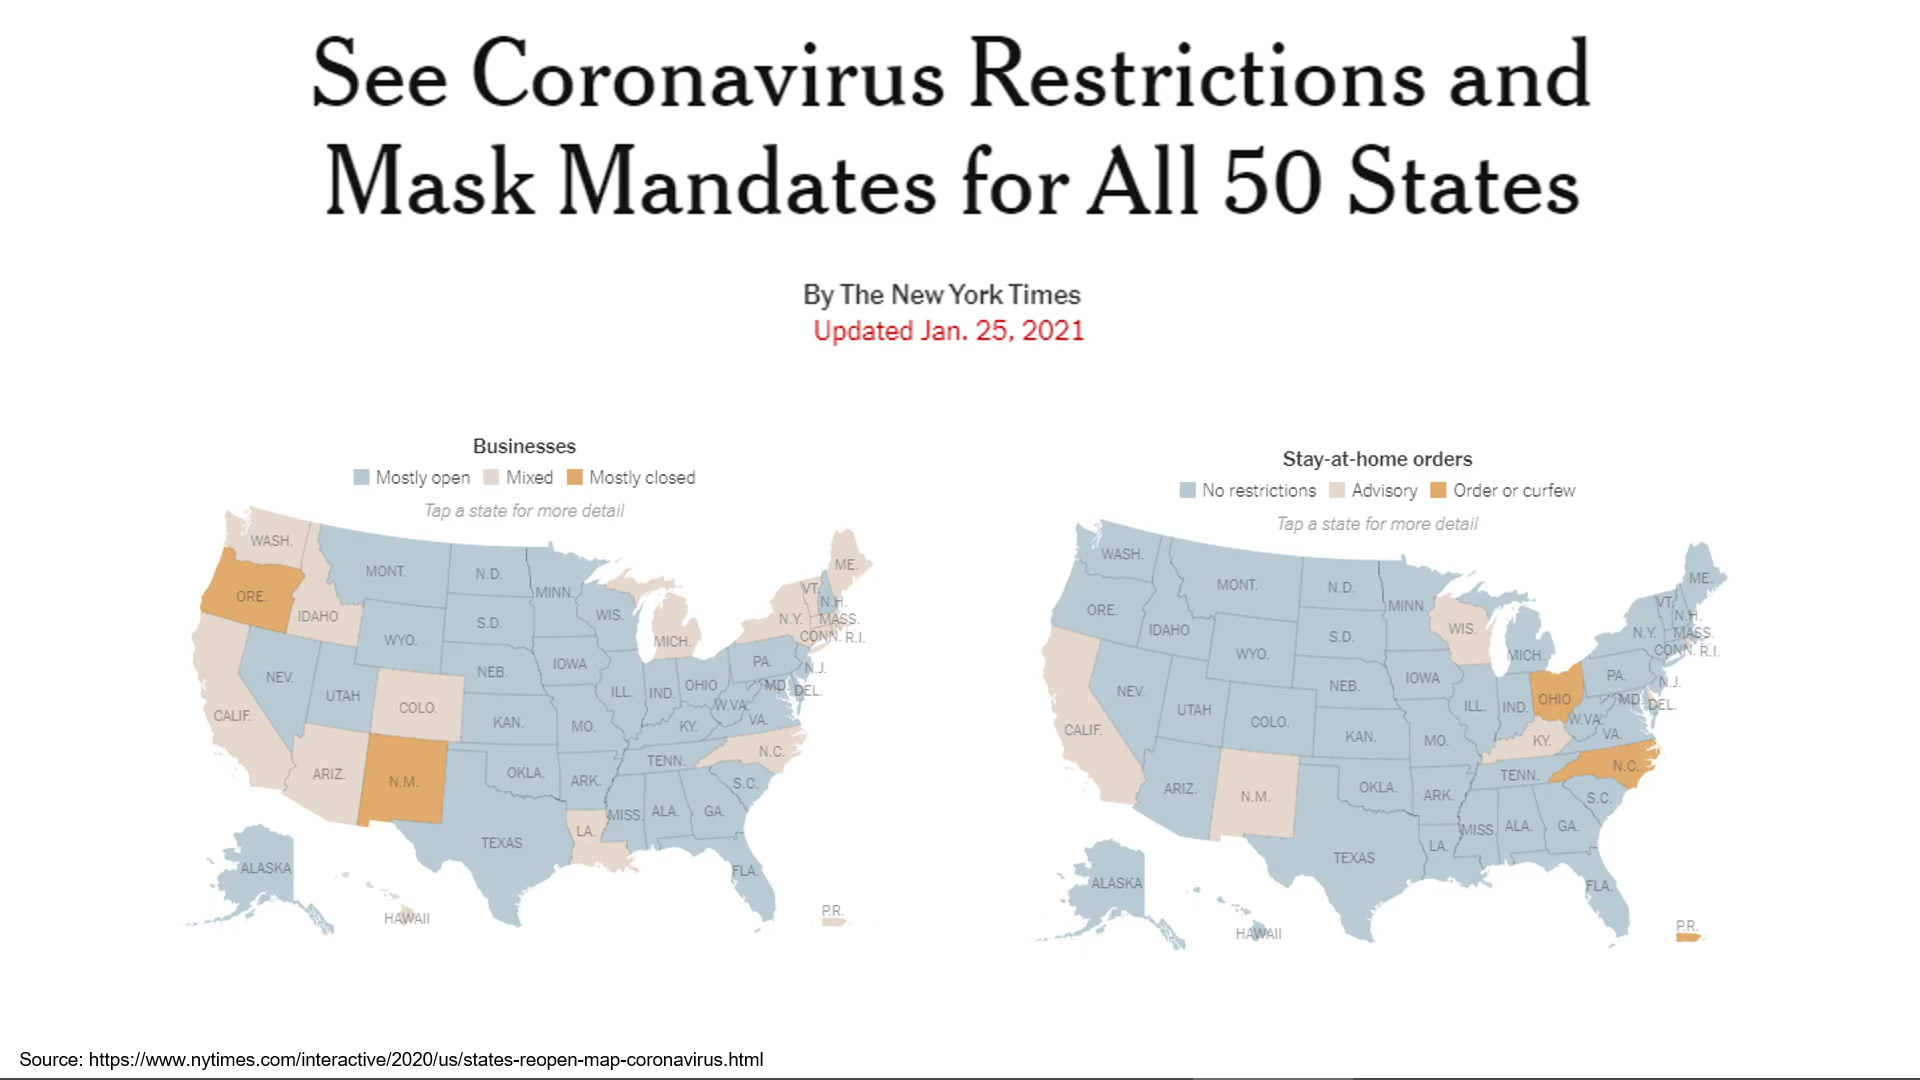 See Coronavirus Restrictions and
Mask Mandates for All 50 States
By The New York Times
Updated Jan. 25, 2021
Businesses
Mostly open Mixed Mostly closed
Tap a state for more detail
WASH.
MONT.
N.D.
MINN.
ME.
ORE.
IDAHO
WYO.
S.D.
WIS.
MICH.
VT.
N.H.
N.Y.
MASS.
CONN.
R.I.
NEV.
UTAH
COLO.
NEB.
IOWA
ILL.
IND.
OHIO
PA.
N.J.
MD.
DEL.
W.VA.
VA.
CALIF.
KAN.
MO.
KY.
N.C.
ARIZ.
N.M.
OKLA.
ARK.
TENN.
S.C.
MISS.
ALA.
GA.
LA.
TEXAS
FLA.
ALASKA
HAWAII
P.R.
Stay-at-home orders
No restrictions Advisory Order or curfew
Tap a state for more detail
WASH.
MONT.
N.D.
MINN.
ME.
ORE.
IDAHO
WYO.
S.D.
WIS.
MICH.
VT.
N.H.
N.Y.
MASS.
CONN.
R.I.
NEV.
UTAH
COLO.
NEB.
IOWA
ILL.
IND.
OHIO
PA.
N.J.
MD.
DEL.
W.VA.
VA.
CALIF.
KAN.
MO.
KY.
N.C.
ARIZ.
N.M.
OKLA.
ARK.
TENN.
S.C.
MISS.
ALA.
GA.
LA.
TEXAS
FLA.
ALASKA
HAWAII
P.R.
Source: https://www.nytimes.com/interactive/2020/us/states-reopen-map-coronavirus.html